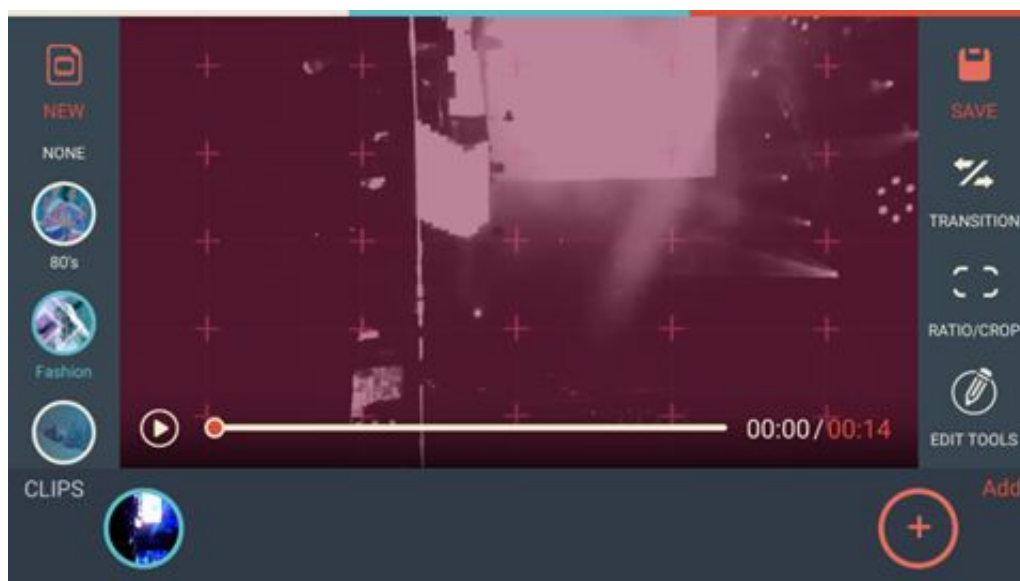 NEW
NONE
80's
Fashion
SAVE
TRANSITION
RATIO/CROP
EDIT TOOLS
00:00/00:14
CLIPS
Add